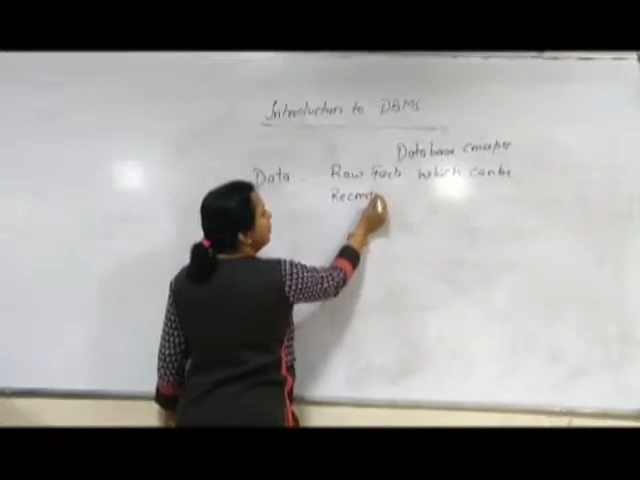 Introduction to DBMS
Database concepts
Data Raw Facts which can be
Recor